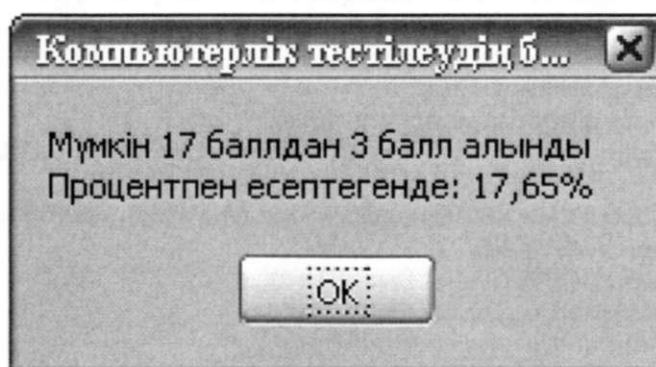 Компьютерлік тестілеудің б...
Мүмкін 17 баллдан 3 балл алынды
Процентпен есептегенде: 17,65%
OK